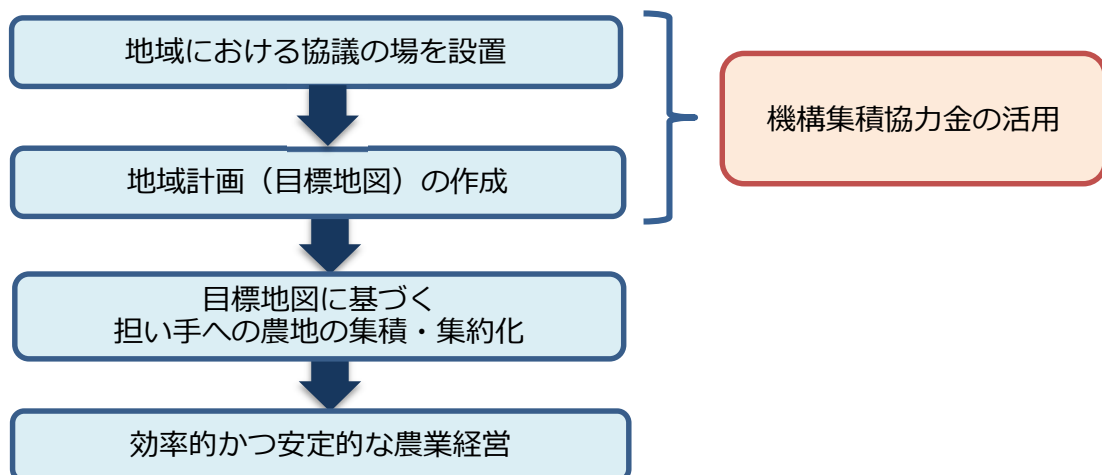 地域における協議の場を設置
機構集積協力金の活用
地域計画（目標地図）の作成
目標地図に基づく
担い手への農地の集積・集約化
効率的かつ安定的な農業経営